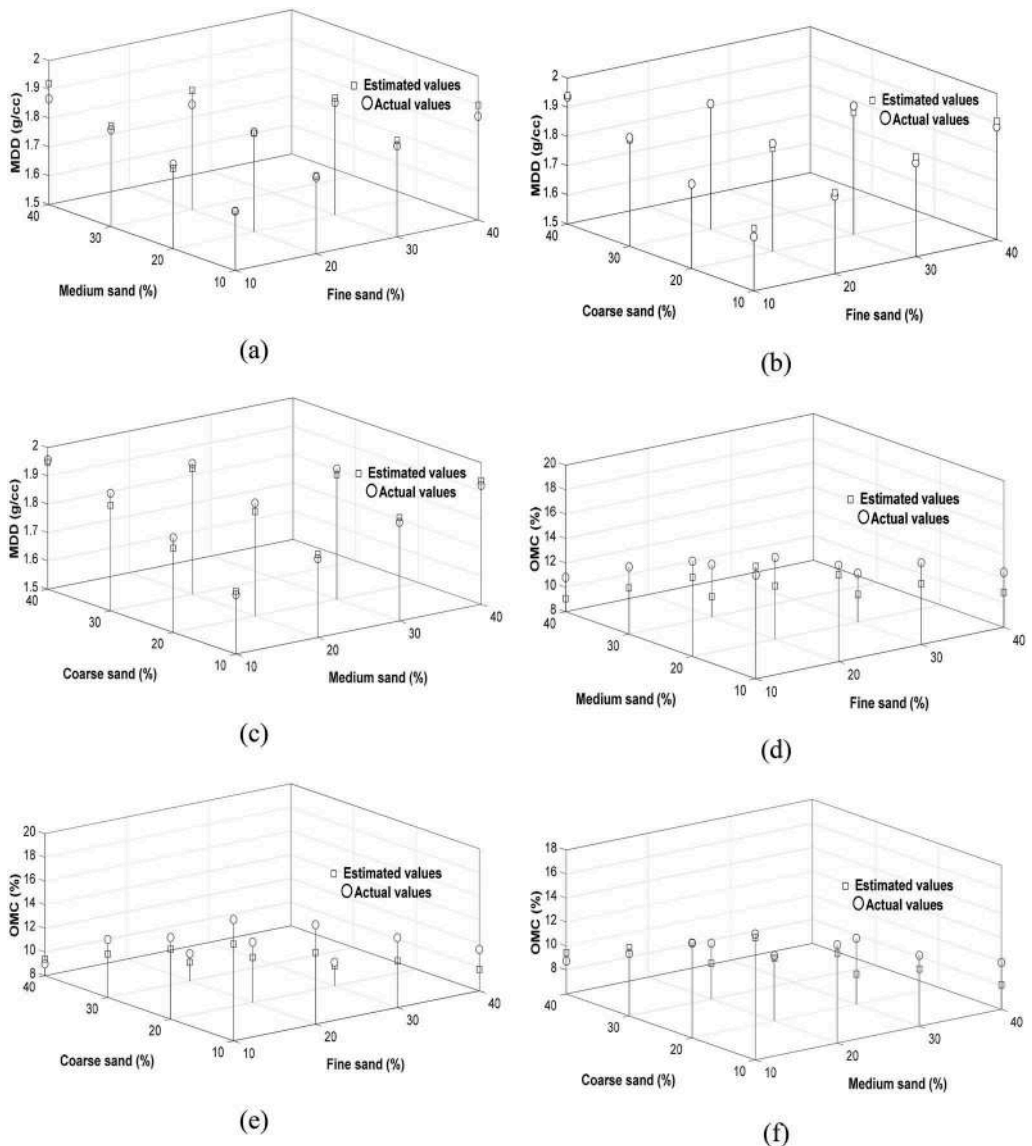 2
1.9
1.8
1.7
1.6
1.5
40
30
20
10
10
20
30
40
MDD (g/cc)
Medium sand (%)
Fine sand (%)
Estimated values
Actual values
(a)
2
1.9
1.8
1.7
1.6
1.5
40
30
20
10
10
20
30
40
MDD (g/cc)
Coarse sand (%)
Fine sand (%)
Estimated values
Actual values
(b)
2
1.9
1.8
1.7
1.6
1.5
40
30
20
10
10
20
30
40
MDD (g/cc)
Coarse sand (%)
Medium sand (%)
Estimated values
Actual values
(c)
20
18
16
14
12
10
8
40
30
20
10
10
20
30
40
OMC (%)
Medium sand (%)
Fine sand (%)
Estimated values
Actual values
(d)
20
18
16
14
12
10
8
40
30
20
10
10
20
30
40
OMC (%)
Coarse sand (%)
Fine sand (%)
Estimated values
Actual values
(e)
18
18
16
14
12
10
8
40
30
20
10
10
20
30
40
OMC (%)
Coarse sand (%)
Medium sand (%)
Estimated values
Actual values
(f)